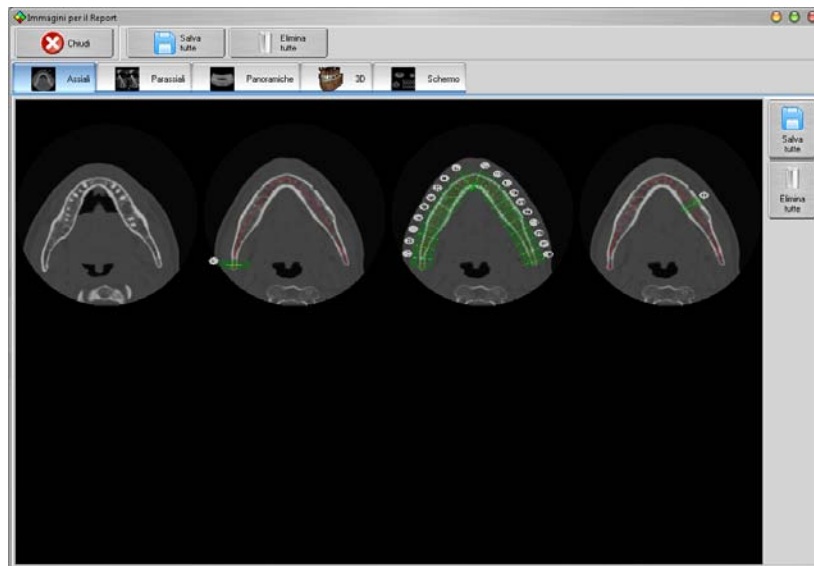 Immagini per il Report
Chiudi
Salva
tutte
Elimina
tutte
Assiali
Parassiali
Panoramiche
3D
Schermo
Salva
tutte
Elimina
tutte